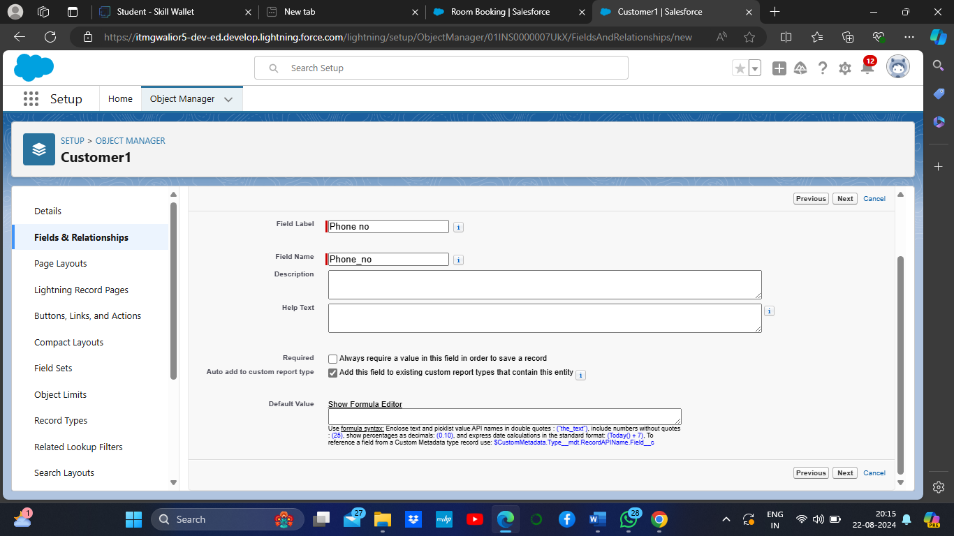 Student - Skill Wallet
New tab
Room Booking | Salesforce
Customer1 | Salesforce
https://itmgwalior5-dev-ed.develop.lightning.force.com/lightning/setup/ObjectManager/01INS0000007UkX/FieldsAndRelationships/new
Search Setup
12
Setup
Home
Object Manager
SETUP > OBJECT MANAGER
Customer1
Details
Fields & Relationships
Page Layouts
Lightning Record Pages
Buttons, Links, and Actions
Compact Layouts
Field Sets
Object Limits
Record Types
Related Lookup Filters
Search Layouts
Previous Next Cancel
Field Label Phone no i
Field Name Phone_no i
Description
Help Text i
Required Always require a value in this field in order to save a record
Auto add to custom report type Add this field to existing custom report types that contain this entity i
Default Value Show Formula Editor
Use formula syntax: Enclose text and picklist value API names in double quotes : ("the_text"), include numbers without quotes
: (28), show percentages as decimals: (0.10), and express date calculations in the standard format: (Today() + 7). To
reference a field from a Custom Metadata type record use: $CustomMetadata.Type__mdt.RecordAPIName.Field__c
Previous Next Cancel
1
Search
27
28
ENG
IN
20:15
22-08-2024